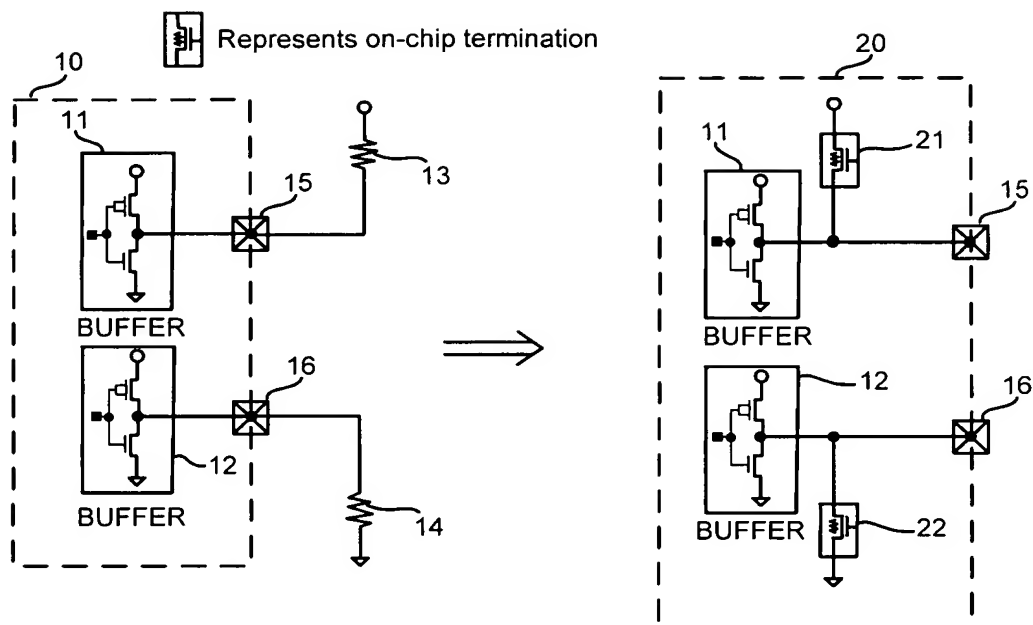 Represents on-chip termination
10
11
15
13
BUFFER
16
12
14
BUFFER
20
11
21
15
BUFFER
12
16
22
BUFFER